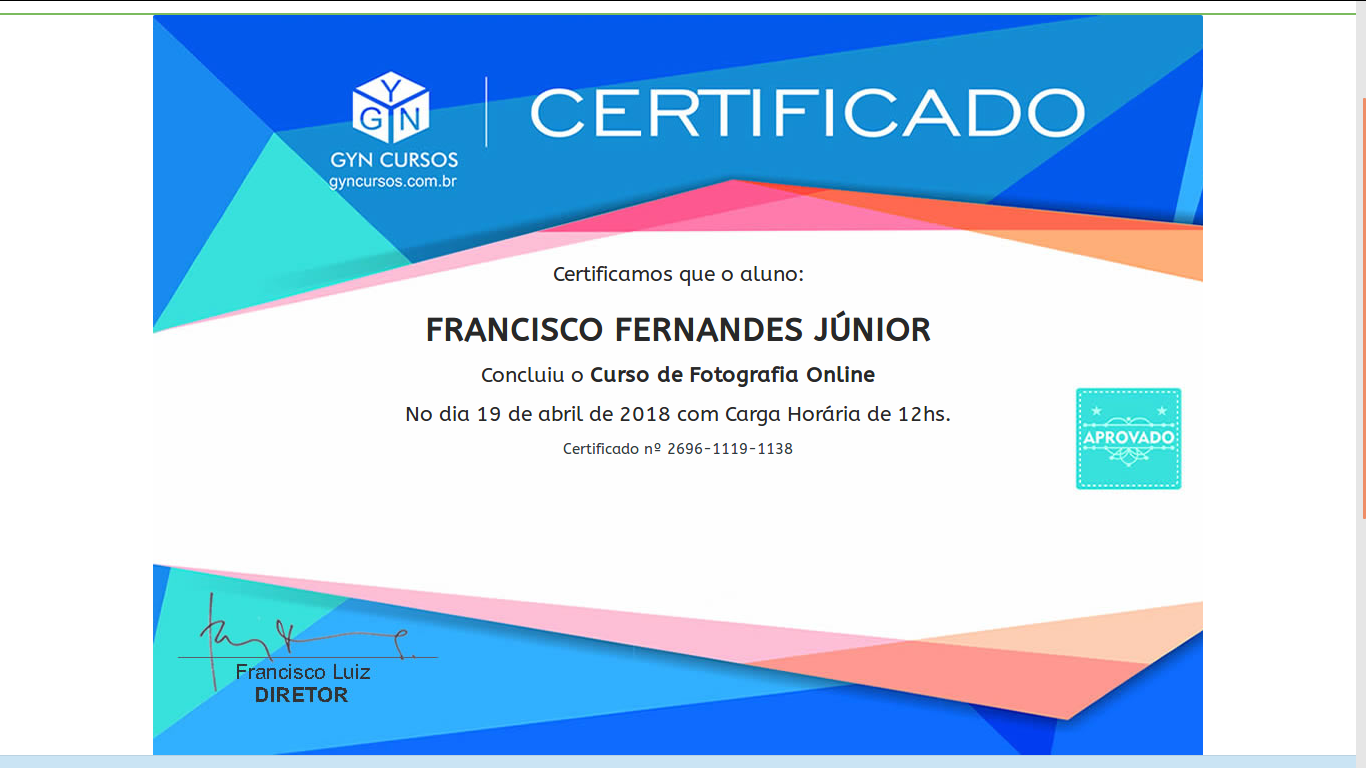 Y
G N
GYN CURSOS
gyncursos.com.br
CERTIFICADO
Certificamos que o aluno:
FRANCISCO FERNANDES JÚNIOR
Concluiu o Curso de Fotografia Online
No dia 19 de abril de 2018 com Carga Horária de 12hs.
Certificado nº 2696-1119-1138
APROVADO
Francisco Luiz
DIRETOR